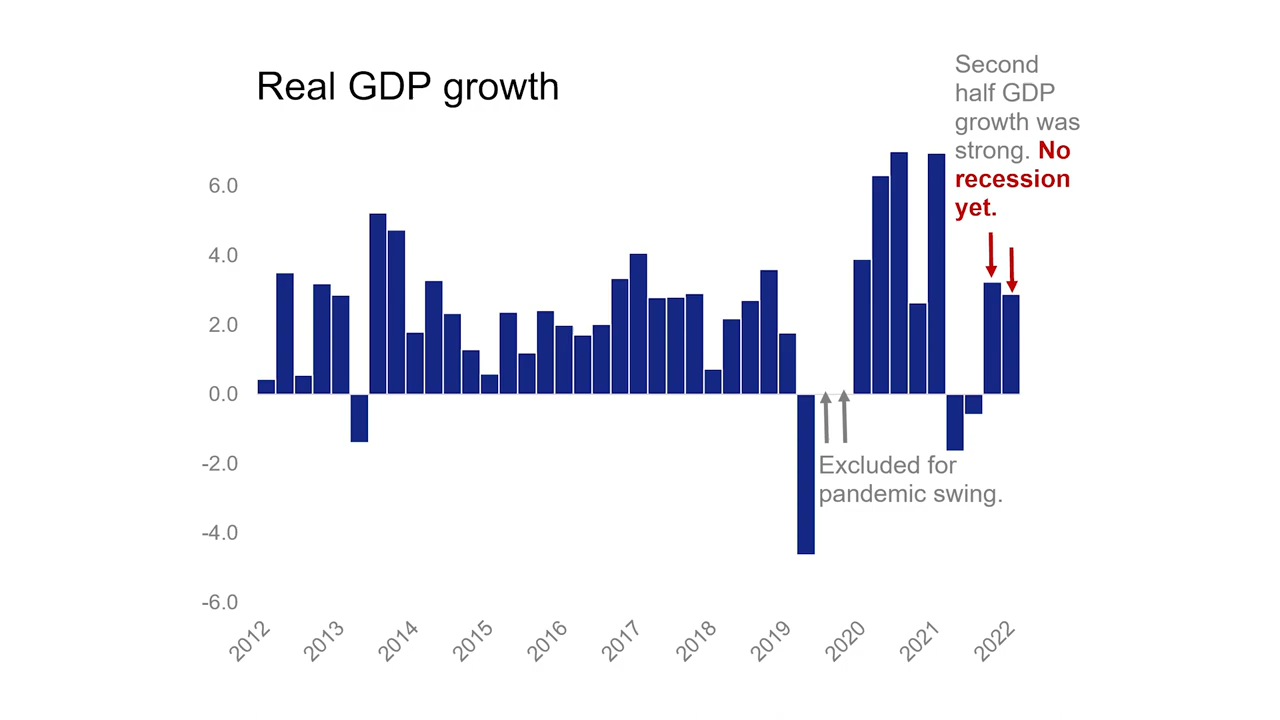 Real GDP growth
Second
half GDP
growth was
strong. No
recession
yet.
6.0
4.0
2.0
0.0
-2.0
-4.0
-6.0
Excluded for
pandemic swing.
2012
2013
2014
2015
2016
2017
2018
2019
2020
2021
2022